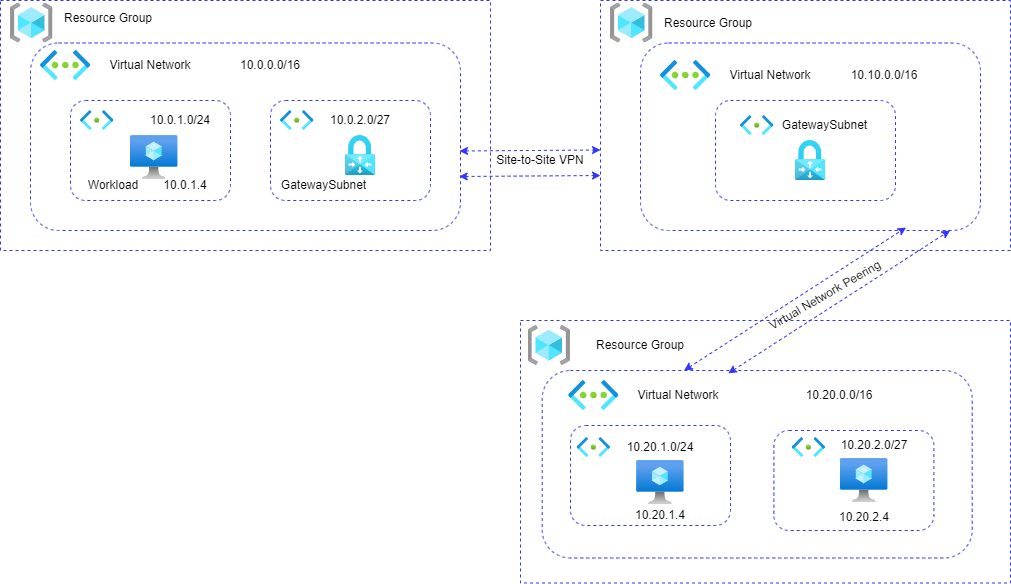 Resource Group
Virtual Network 10.0.0.0/16
10.0.1.0/24
Workload 10.0.1.4
10.0.2.0/27
GatewaySubnet
Site-to-Site VPN
Resource Group
Virtual Network 10.10.0.0/16
GatewaySubnet
Virtual Network Peering
Resource Group
Virtual Network 10.20.0.0/16
10.20.1.0/24
10.20.1.4
10.20.2.0/27
10.20.2.4